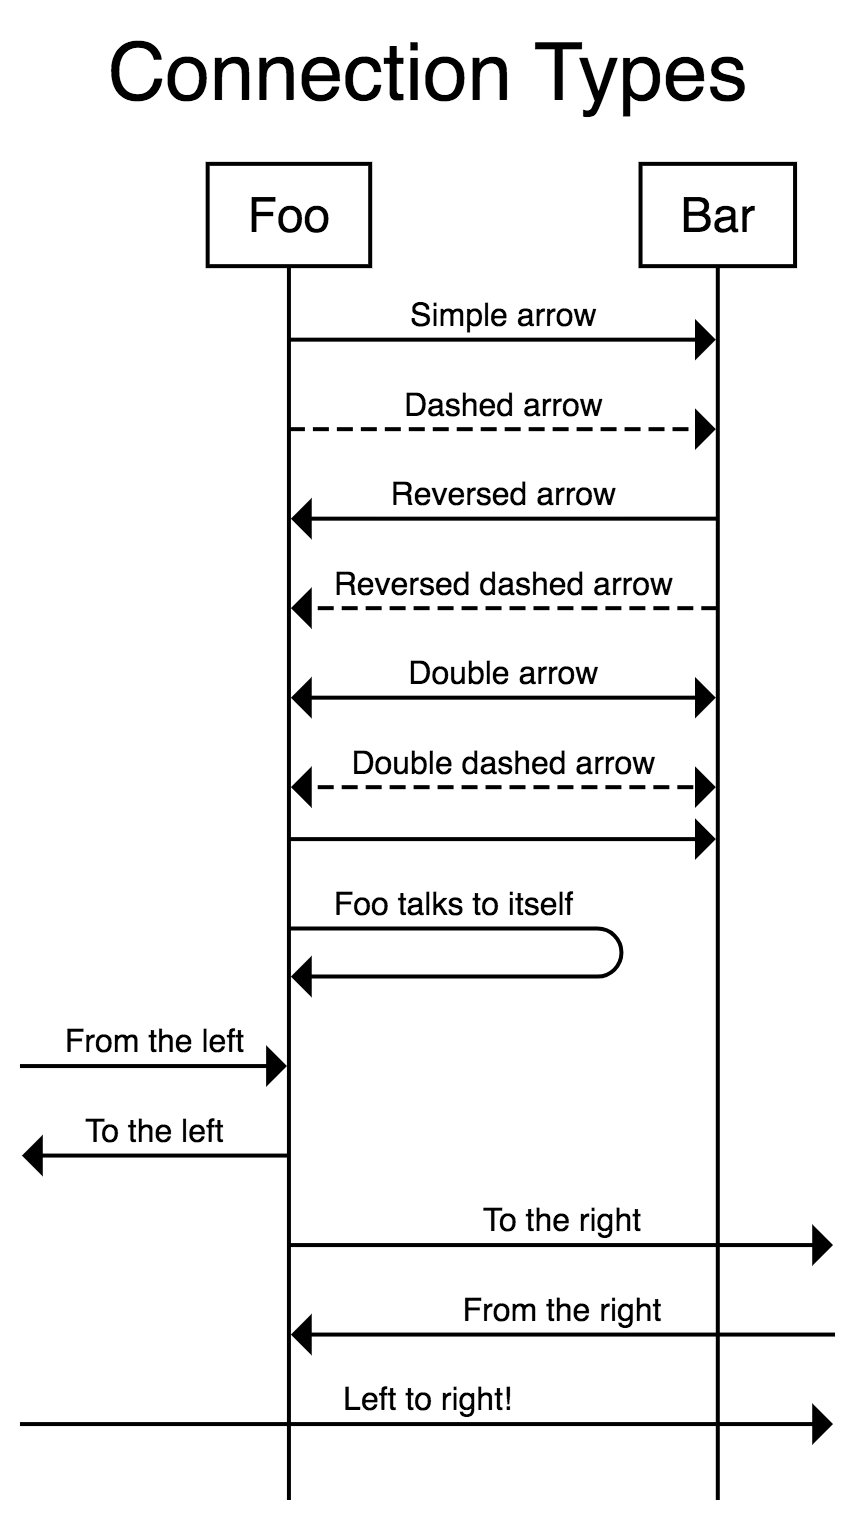 Connection Types
Foo
Bar
Simple arrow
Dashed arrow
Reversed arrow
Reversed dashed arrow
Double arrow
Double dashed arrow
Foo talks to itself
From the left
To the left
To the right
From the right
Left to right!